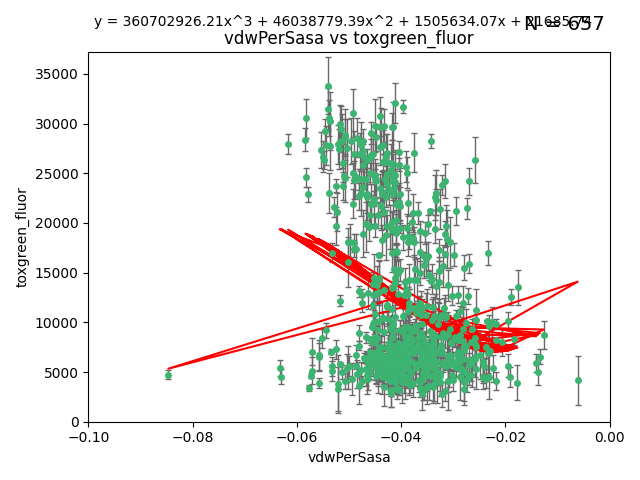 y = 360702926.21x^3 + 46038779.39x^2 + 1505634.07x + 21685.74
N = 657
vdwPerSasa vs toxgreen_fluor
35000
30000
25000
20000
15000
10000
5000
0
toxgreen_fluor
−0.10 −0.08 −0.06 −0.04 −0.02 0.00
vdwPerSasa